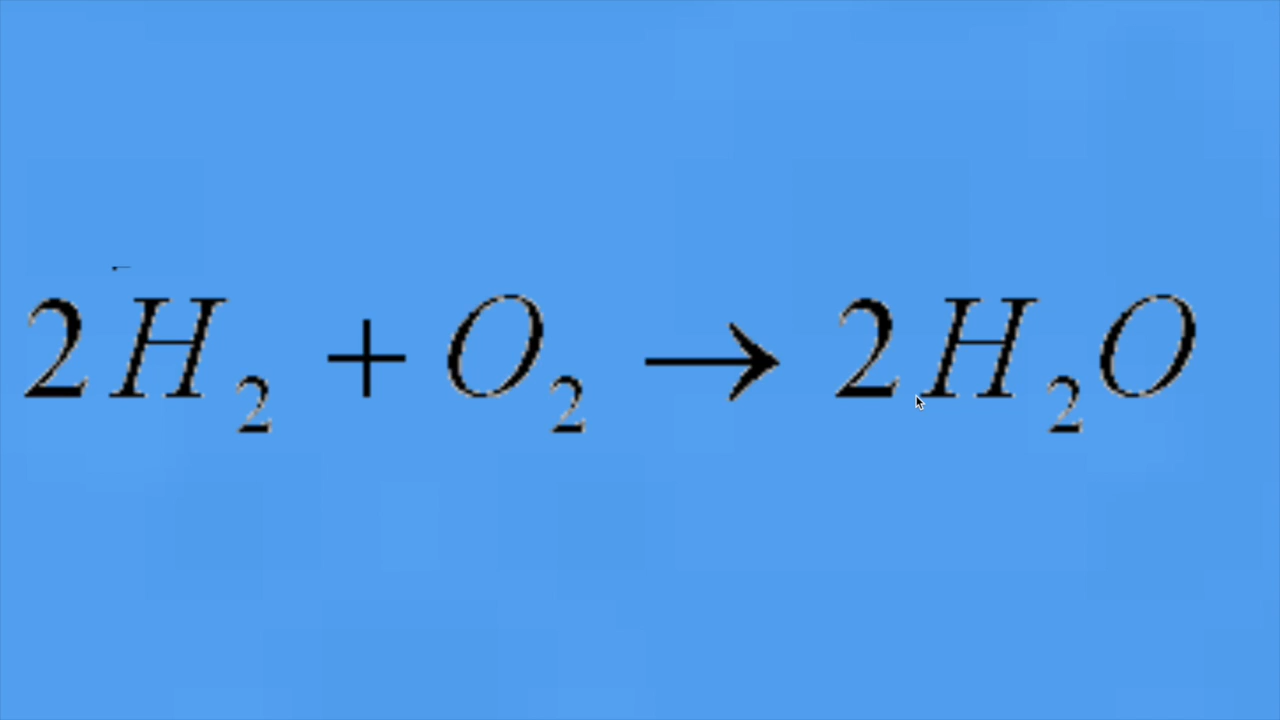 2H₂ + O₂ → 2H₂O